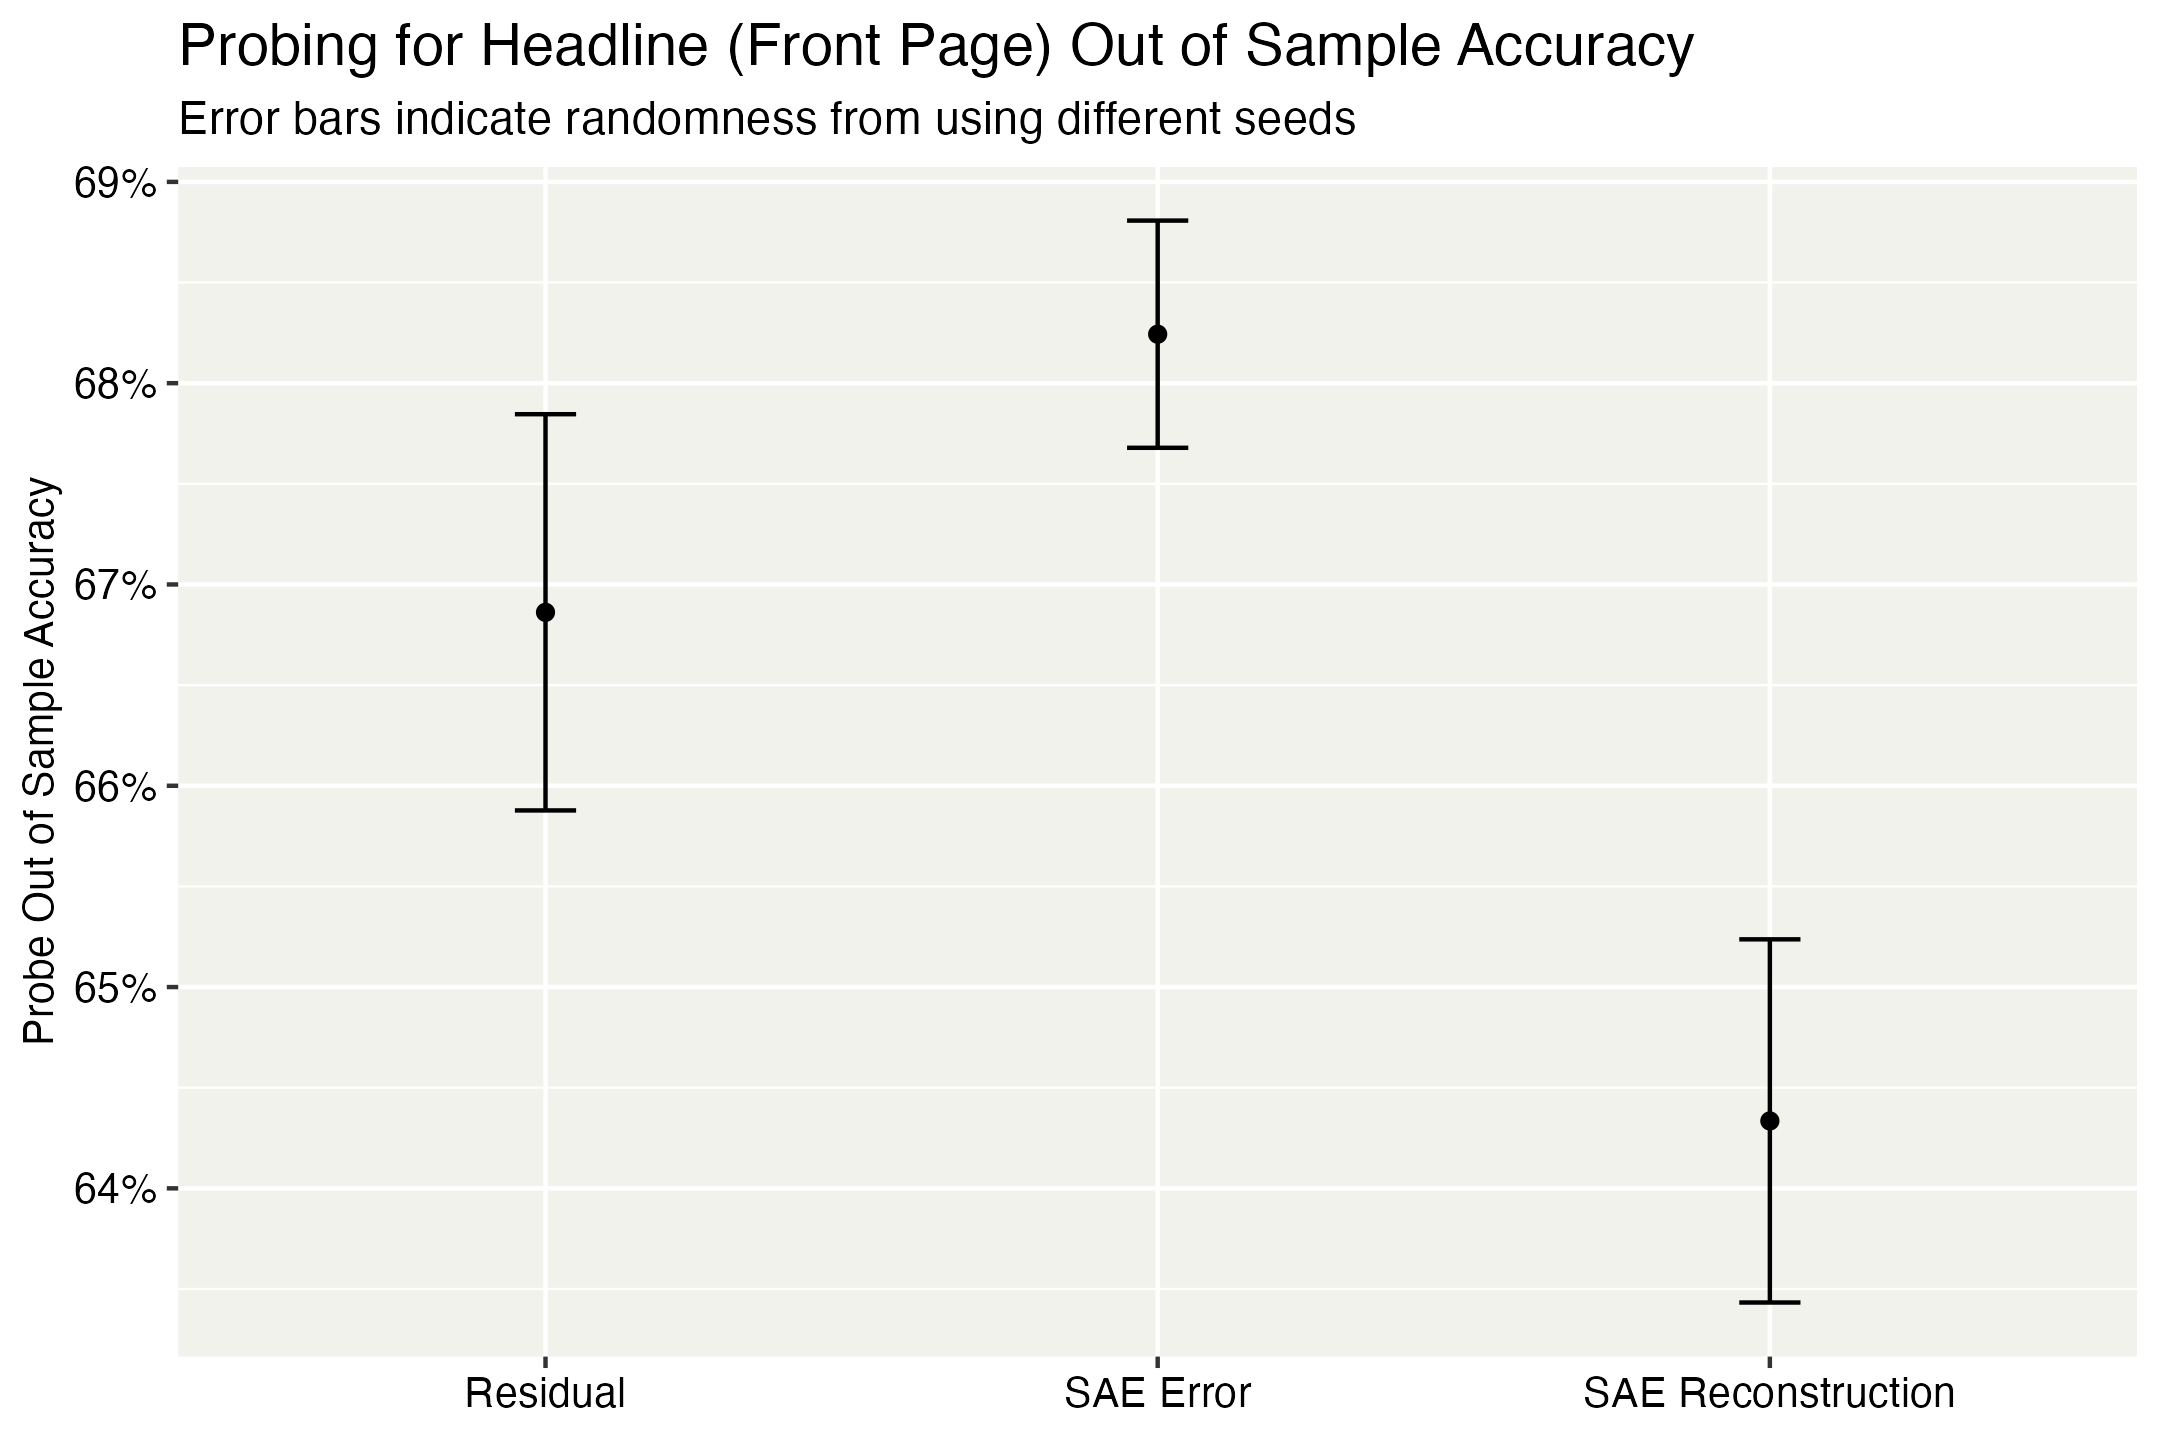 Probing for Headline (Front Page) Out of Sample Accuracy
Error bars indicate randomness from using different seeds
Probe Out of Sample Accuracy
69%
68%
67%
66%
65%
64%
Residual
SAE Error
SAE Reconstruction